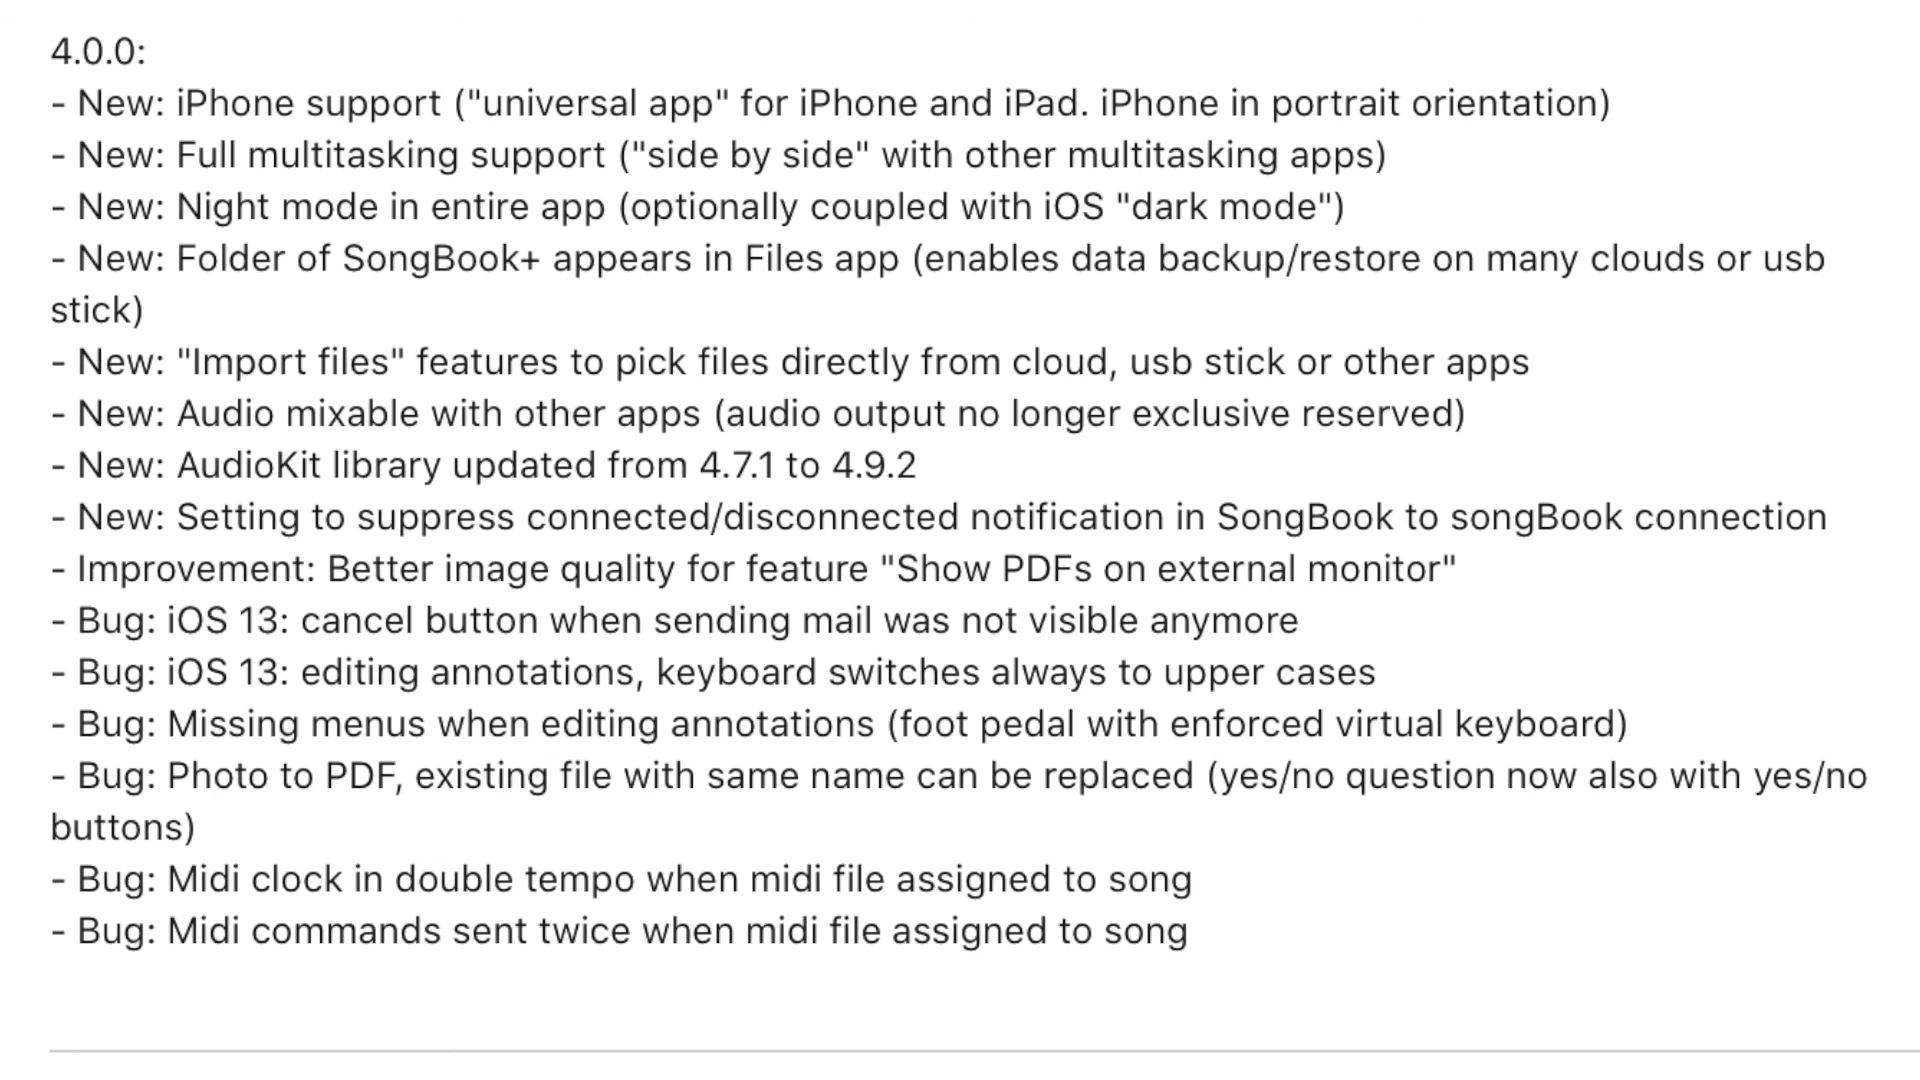 4.0.0:
- New: iPhone support ("universal app" for iPhone and iPad. iPhone in portrait orientation)
- New: Full multitasking support ("side by side" with other multitasking apps)
- New: Night mode in entire app (optionally coupled with iOS "dark mode")
- New: Folder of SongBook+ appears in Files app (enables data backup/restore on many clouds or usb
stick)
- New: "Import files" features to pick files directly from cloud, usb stick or other apps
- New: Audio mixable with other apps (audio output no longer exclusive reserved)
- New: AudioKit library updated from 4.7.1 to 4.9.2
- New: Setting to suppress connected/disconnected notification in SongBook to songBook connection
- Improvement: Better image quality for feature "Show PDFs on external monitor"
- Bug: iOS 13: cancel button when sending mail was not visible anymore
- Bug: iOS 13: editing annotations, keyboard switches always to upper cases
- Bug: Missing menus when editing annotations (foot pedal with enforced virtual keyboard)
- Bug: Photo to PDF, existing file with same name can be replaced (yes/no question now also with yes/no
buttons)
- Bug: Midi clock in double tempo when midi file assigned to song
- Bug: Midi commands sent twice when midi file assigned to song